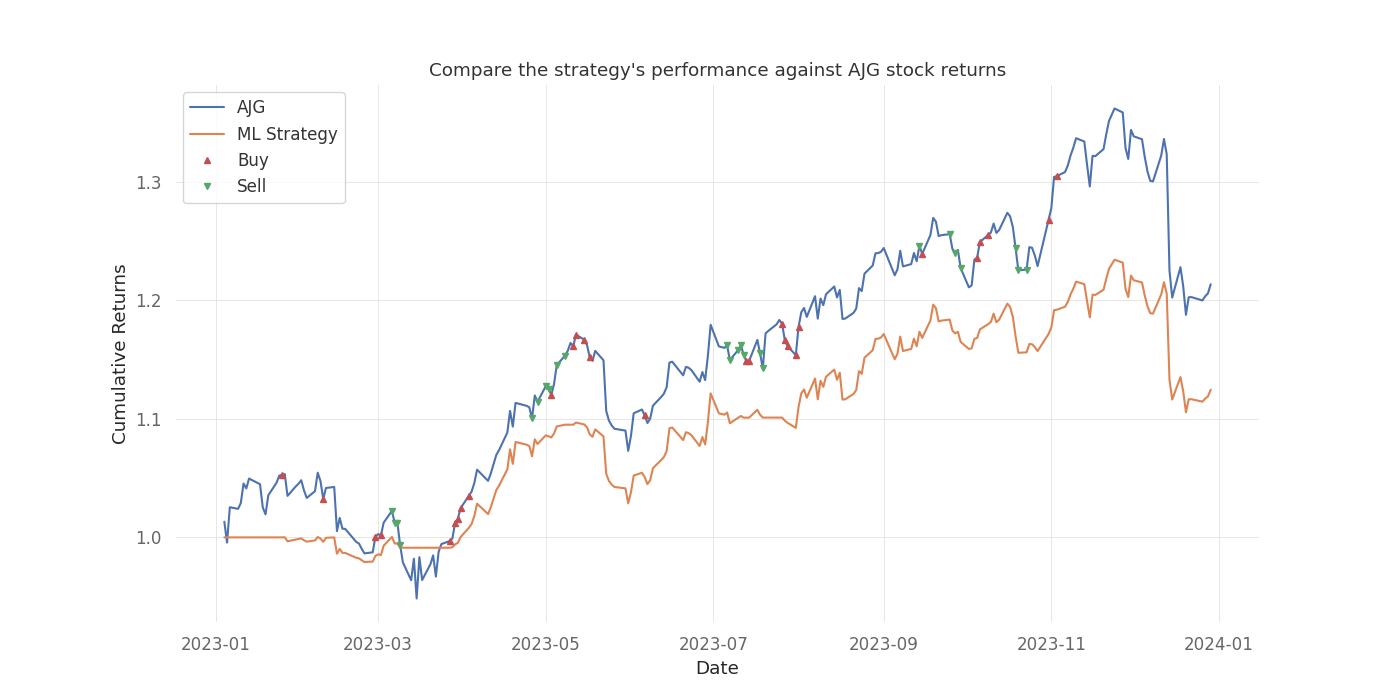 Compare the strategy's performance against AJG stock returns
AJG
ML Strategy
Buy
Sell
Cumulative Returns
1.3
1.2
1.1
1.0
2023-01
2023-03
2023-05
2023-07
2023-09
2023-11
2024-01
Date